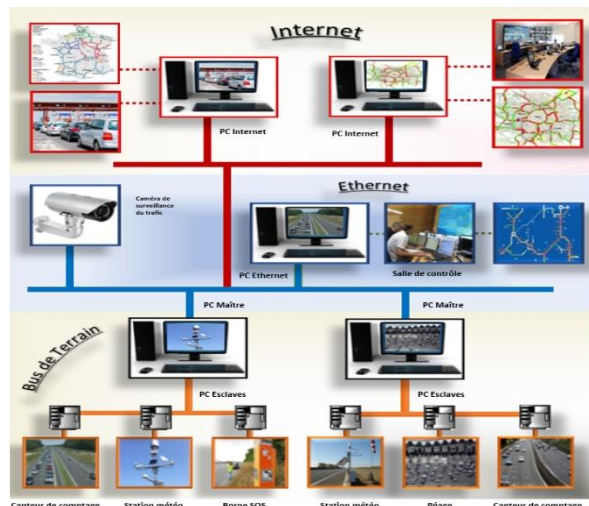 Internet
PC Internet
PC Internet
Ethernet
Caméra de
surveillance
du trafic
PC Ethernet
Salle de contrôle
PC Maître
PC Maître
Bus de Terrain
PC Esclaves
PC Esclaves
Capteur de comptage
Station météo
Borne SOS
Station météo
Péage
Capteur de comptage